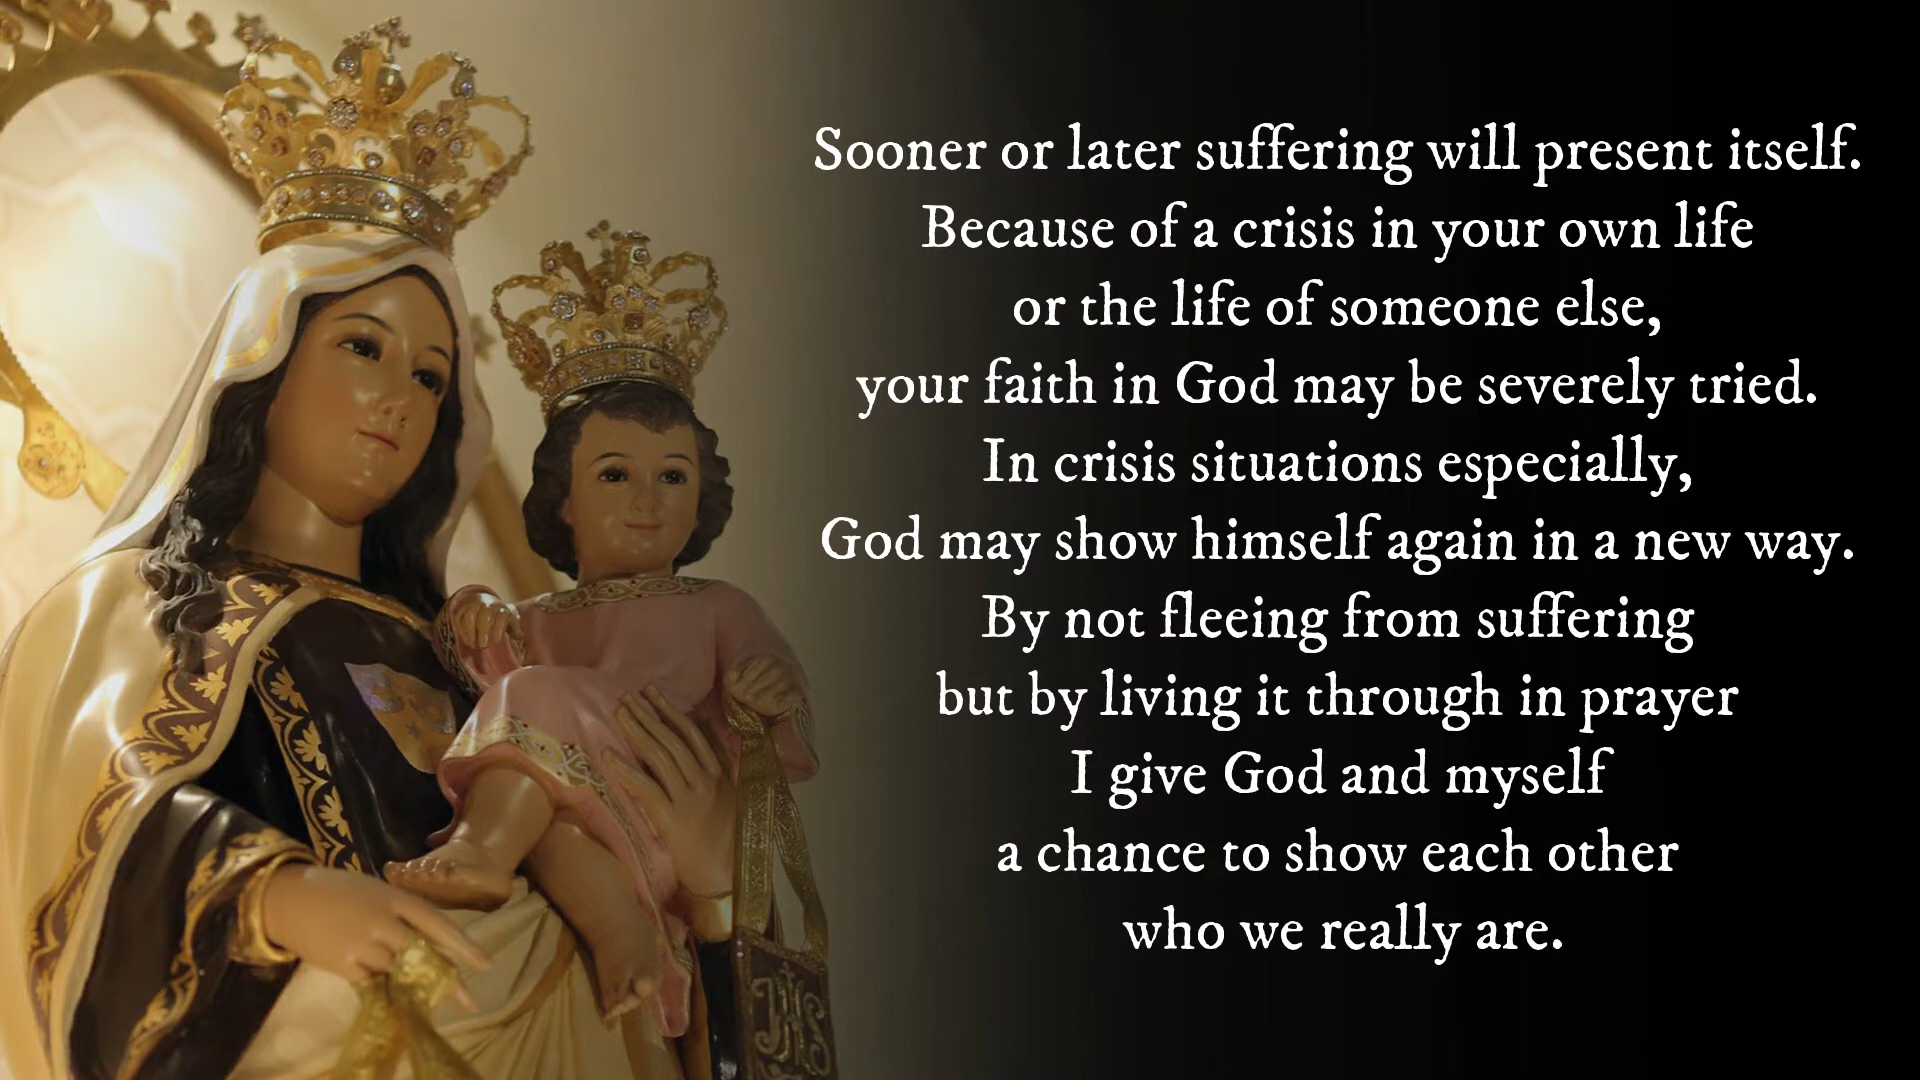 Sooner or later suffering will present itself.
Because of a crisis in your own life
or the life of someone else,
your faith in God may be severely tried.
In crisis situations especially,
God may show himself again in a new way.
By not fleeing from suffering
but by living it through in prayer
I give God and myself
a chance to show each other
who we really are.
JHS